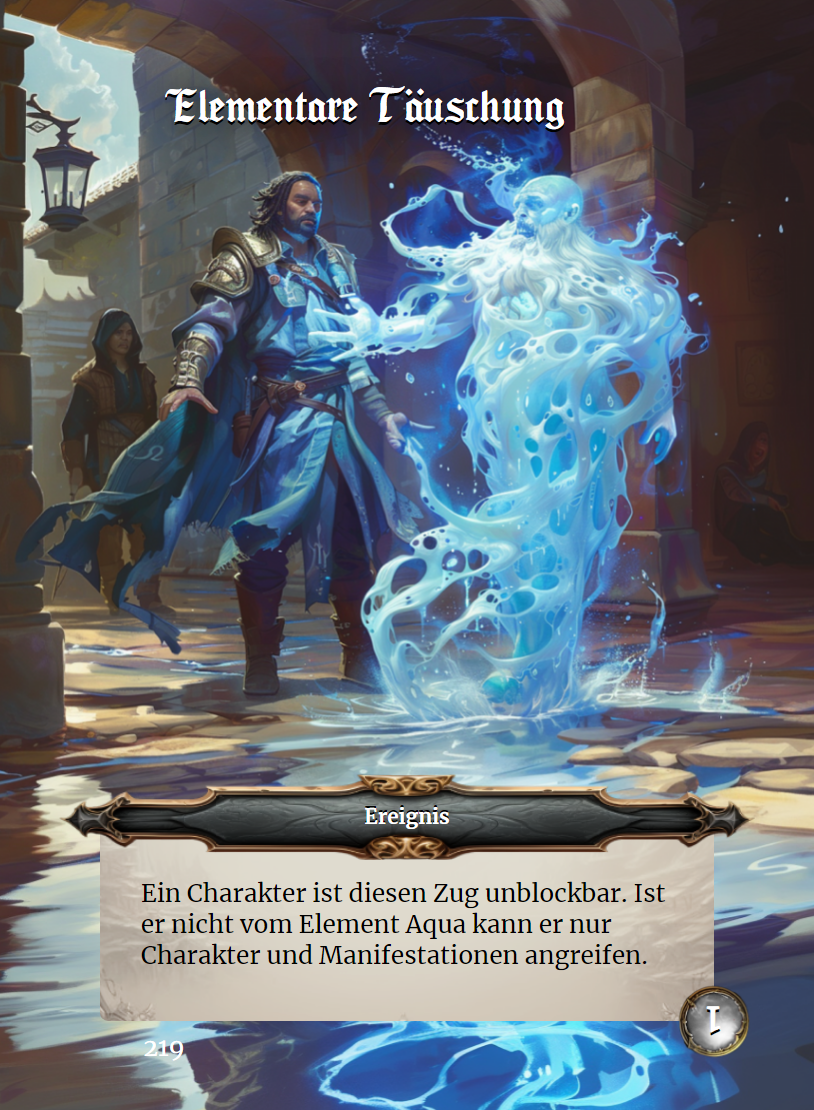 Elementare Täuschung
Ereignis
Ein Charakter ist diesen Zug unblockbar. Ist
er nicht vom Element Aqua kann er nur
Charakter und Manifestationen angreifen.
1
219